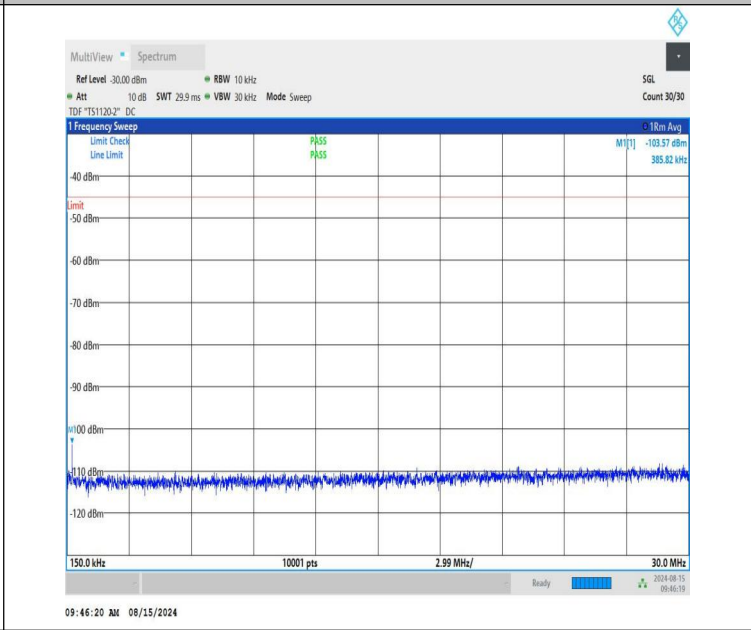 R S
MultiView Spectrum
Ref Level -30.00 dBm RBW 10 kHz SGL
Att 10 dB SWT 29.9 ms VBW 30 kHz Mode Sweep Count 30/30
TDF "TS1120-2" DC
1 Frequency Sweep 1Rm Avg
Limit Check PASS M1[1] -103.57 dBm
Line Limit PASS 385.82 kHz
-40 dBm
Limit
-50 dBm
-60 dBm
-70 dBm
-80 dBm
-90 dBm
M1
-100 dBm
-110 dBm
-120 dBm
150.0 kHz 10001 pts 2.99 MHz/ 30.0 MHz
Ready 2024-08-15
09:46:19
09:46:20 AM 08/15/2024